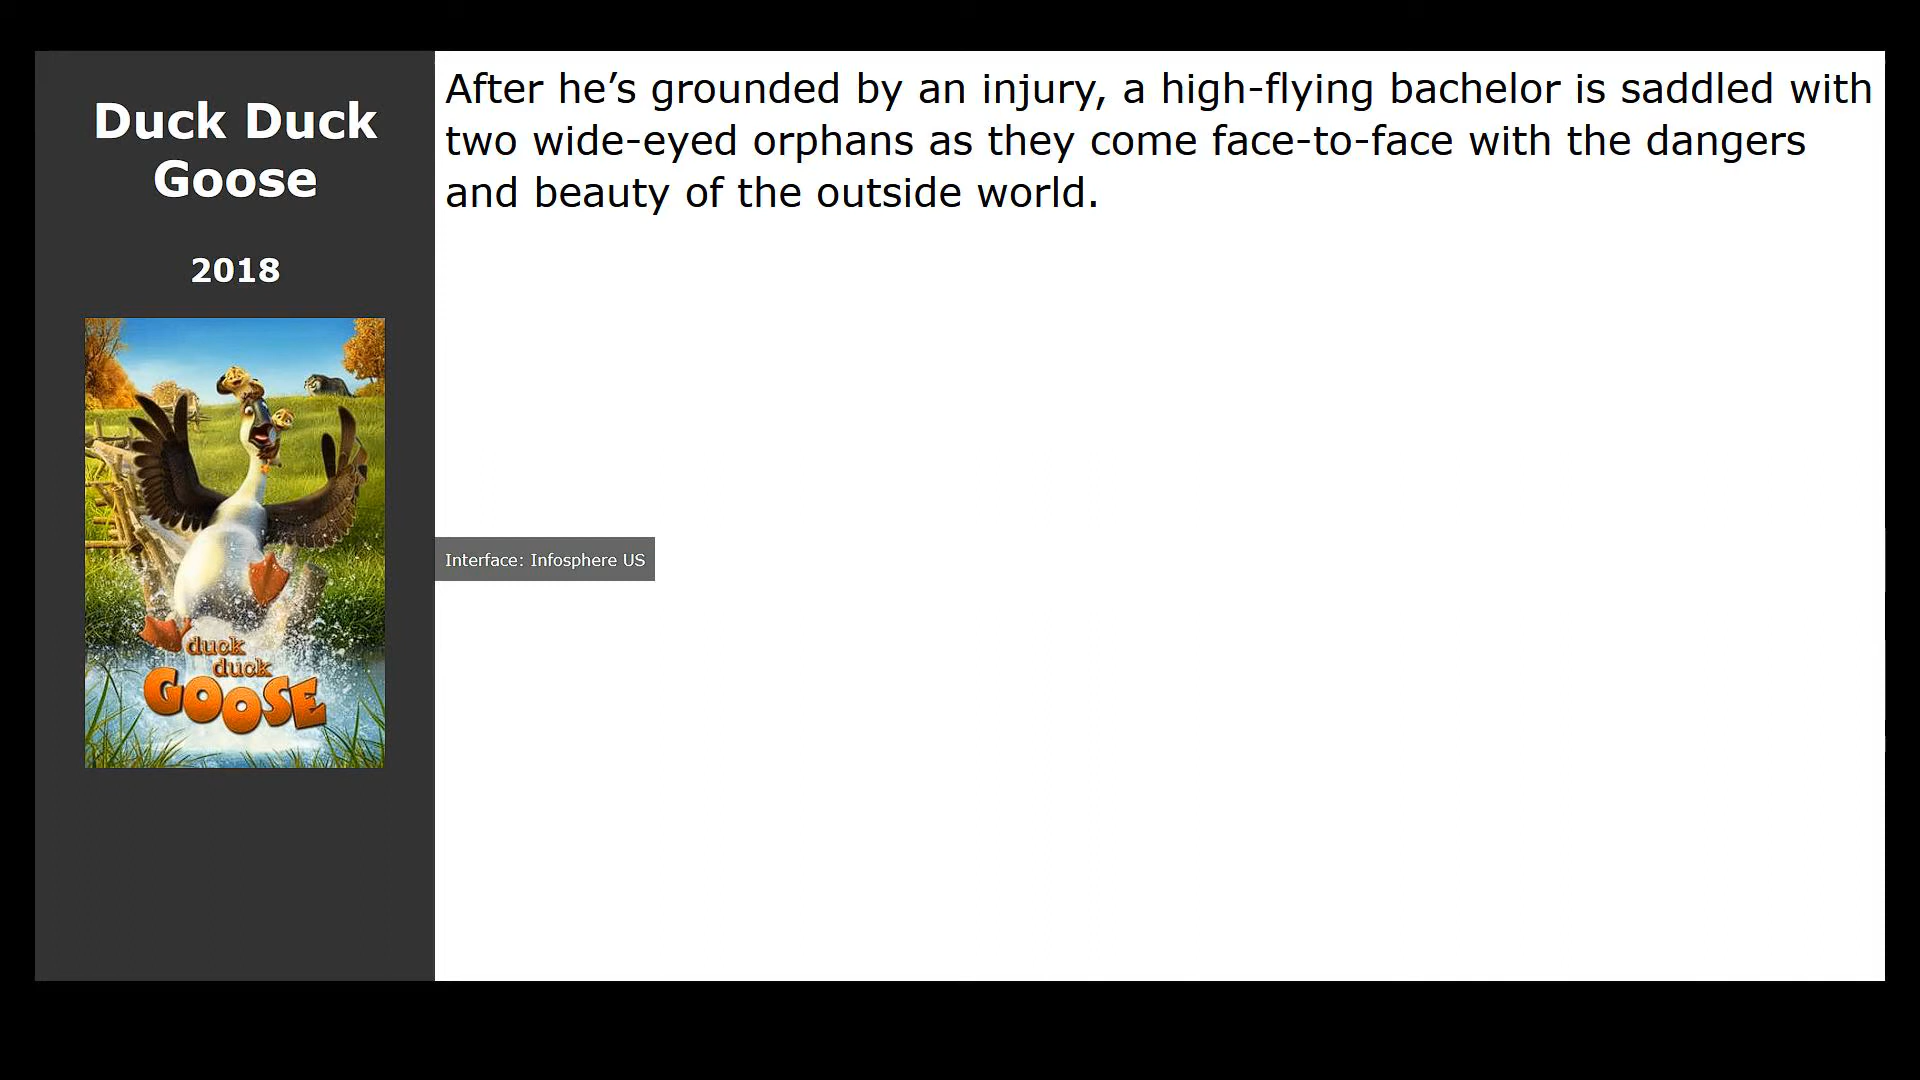 Duck Duck
Goose
2018
duck
duck
GOOSE
After he’s grounded by an injury, a high-flying bachelor is saddled with
two wide-eyed orphans as they come face-to-face with the dangers
and beauty of the outside world.
Interface: Infosphere US